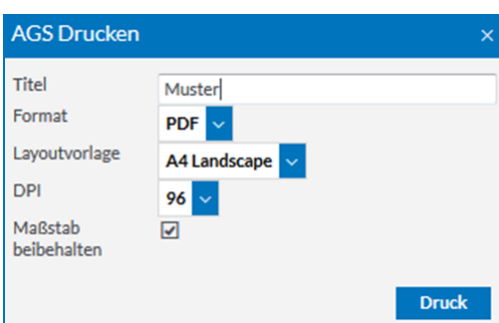 AGS Drucken
Titel Muster
Format PDF
Layoutvorlage A4 Landscape
DPI 96
Maßstab
beibehalten
Druck